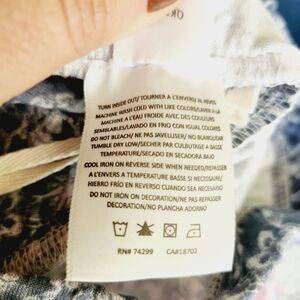 TURN INSIDE OUT/ TOURNER A L'ENVERS/ AL REVES
MACHINE WASH COLD WITH LIKE COLORS/LAVER A LA
MACHINE A L'EAU FROIDE AVEC DES COULEURS
SEMBLABLES/LAVAR EN FRIO CON IGUAL COLORES
DO NOT BLEACH/ NE PAS JAVELLISER/ NO BLANQUEAR
TUMBLE DRY LOW/ SECHER PAR CULBUTAGE A BASSE
TEMPERATURE/SECADO EN SECADORA BAJO
COOL IRON ON REVERSE SIDE WHEN NEEDED/REPASSER
A L'ENVERS A TEMPERATURE BASSE SI NECESSAIRE/
HIERRO FRÍO EN REVERSO CUANDO SEA NECESARIO
DO NOT IRON ON DECORATION/NE PAS REPASSER
DECORATION/NO PLANCHA ADORNO
RN# 74299 CA#18702